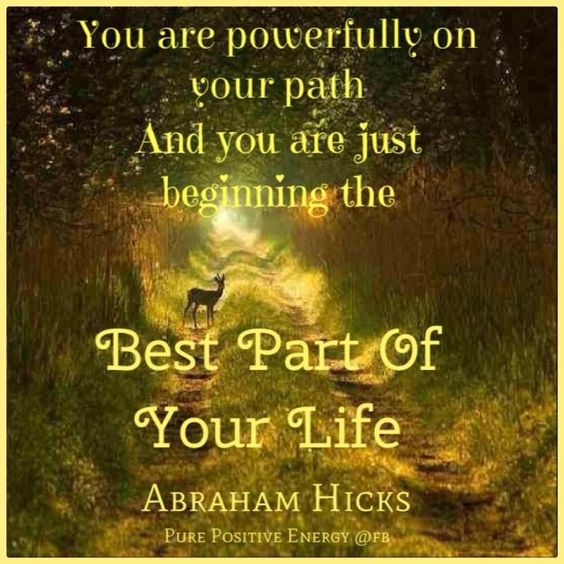 You are powerfully on
your path
And you are just
beginning the
Best Part Of
Your Life
Abraham Hicks
Pure Positive Energy @fb